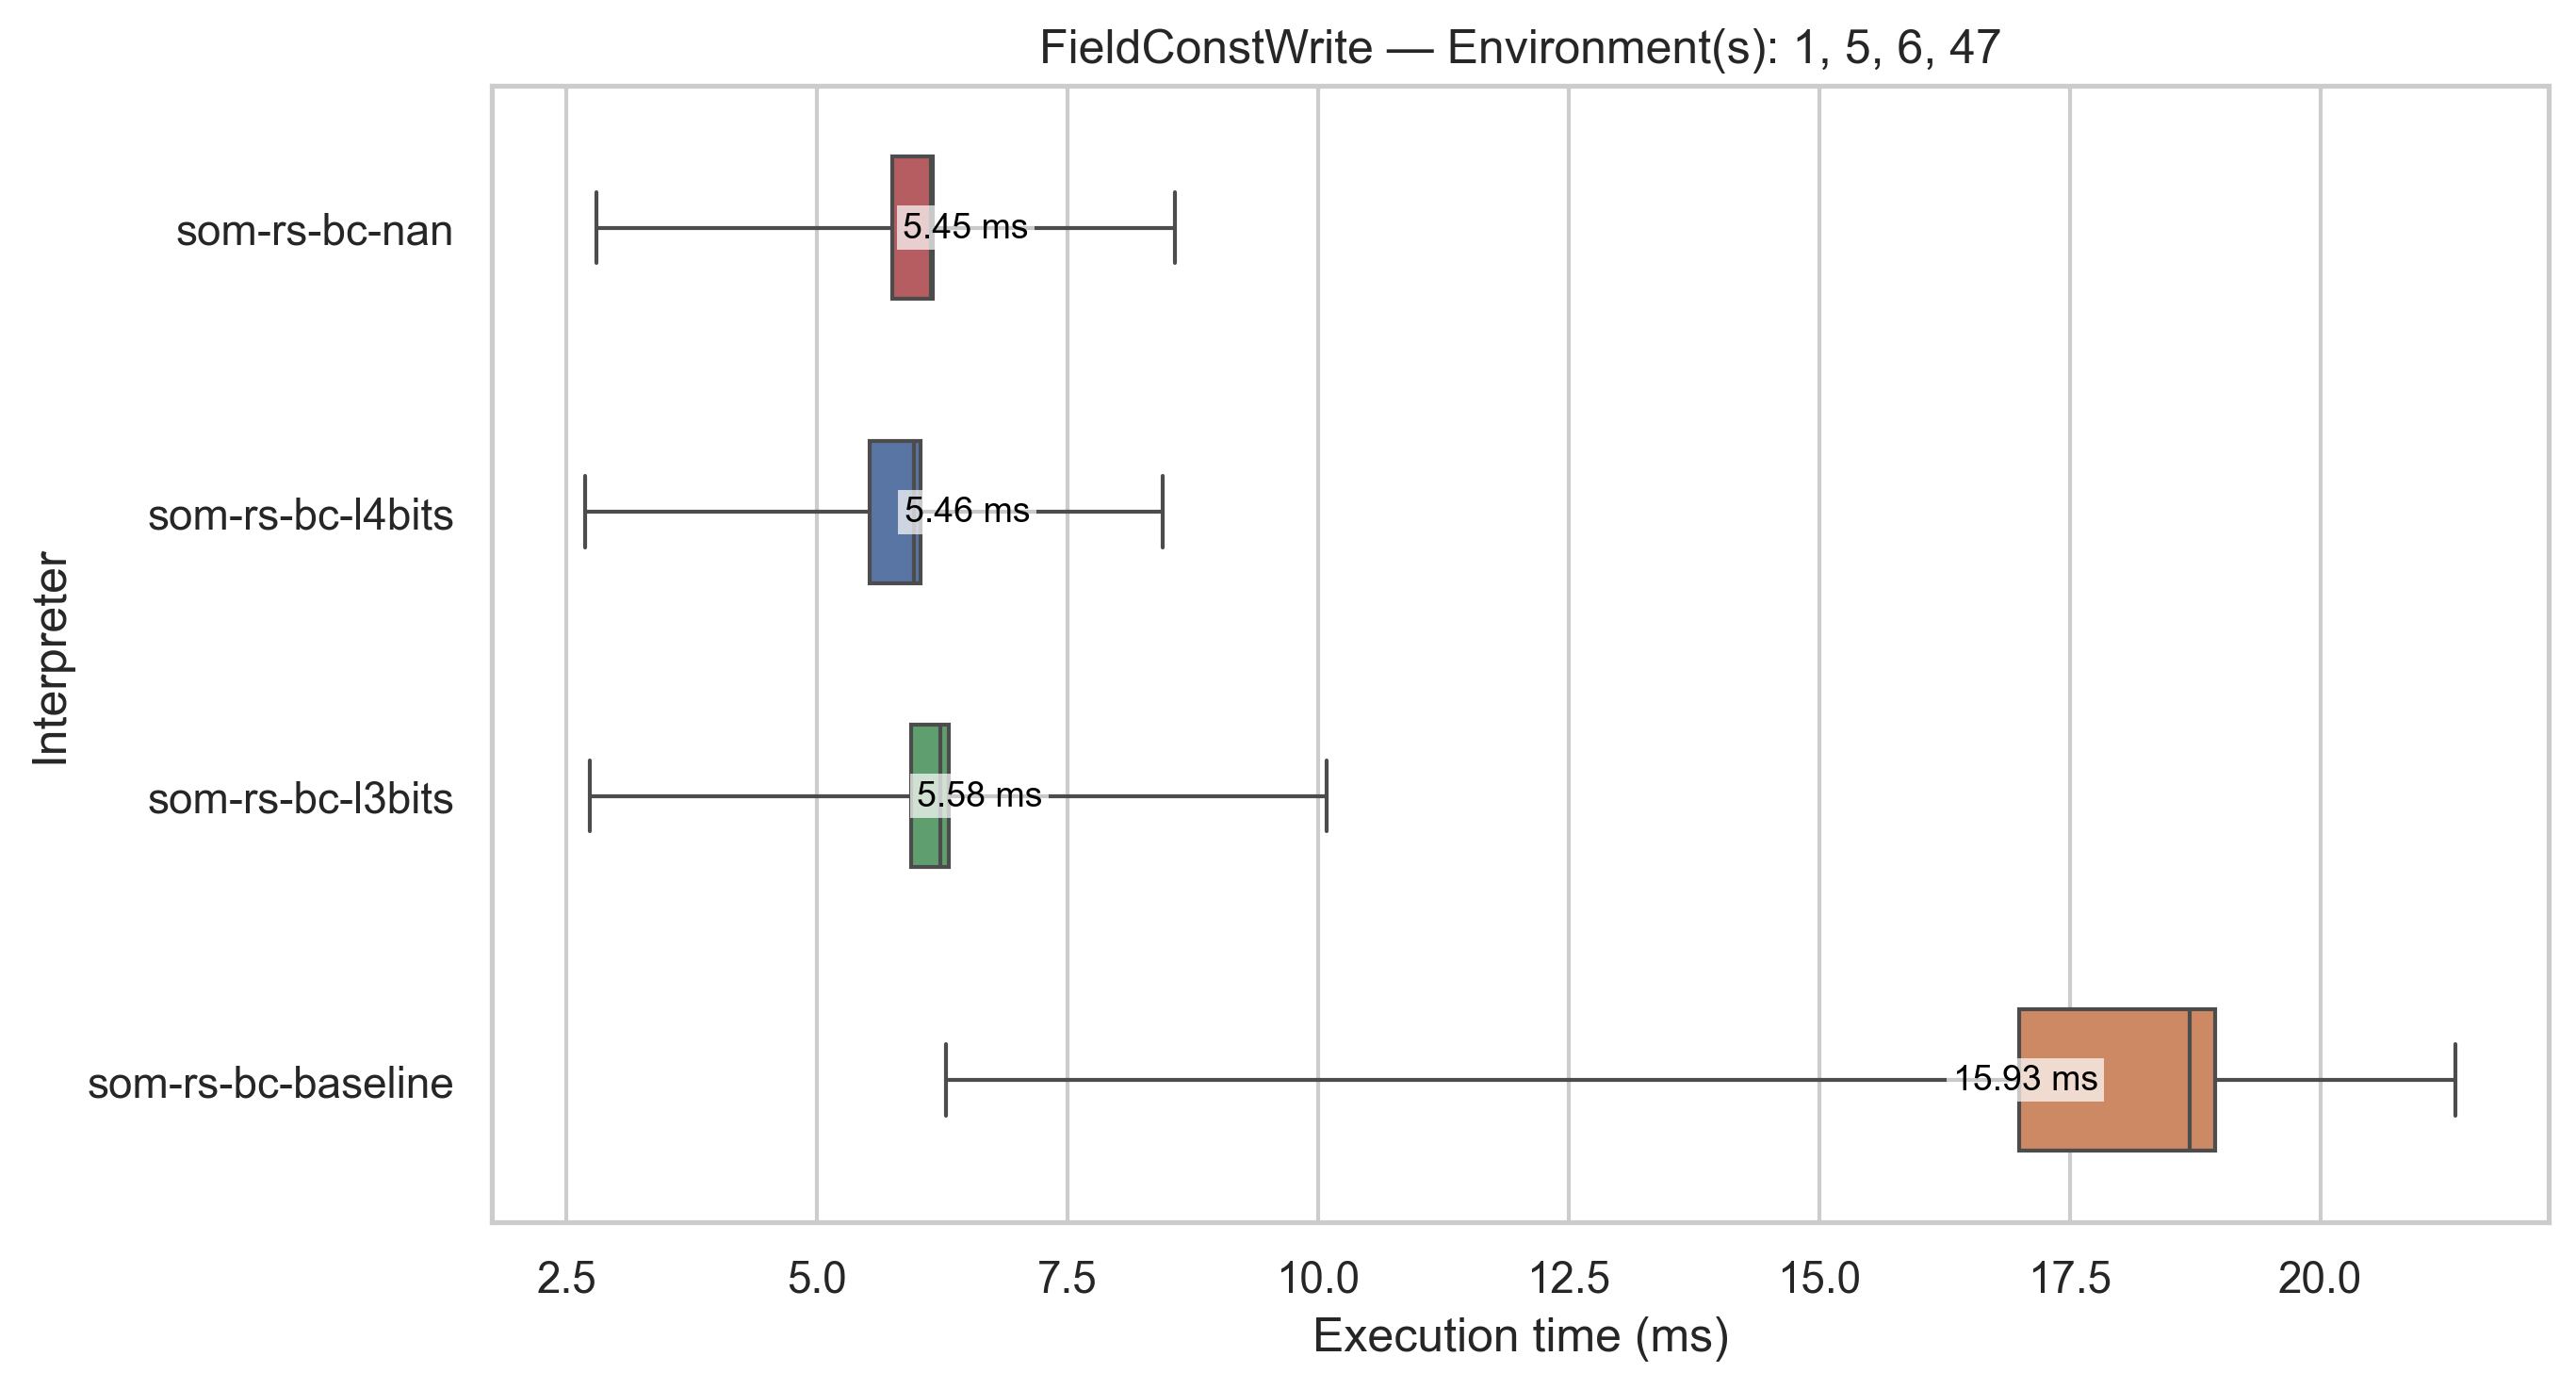 FieldConstWrite — Environment(s): 1, 5, 6, 47
som-rs-bc-nan
5.45 ms
som-rs-bc-l4bits
5.46 ms
som-rs-bc-l3bits
5.58 ms
som-rs-bc-baseline
15.93 ms
Interpreter
2.5 5.0 7.5 10.0 12.5 15.0 17.5 20.0
Execution time (ms)